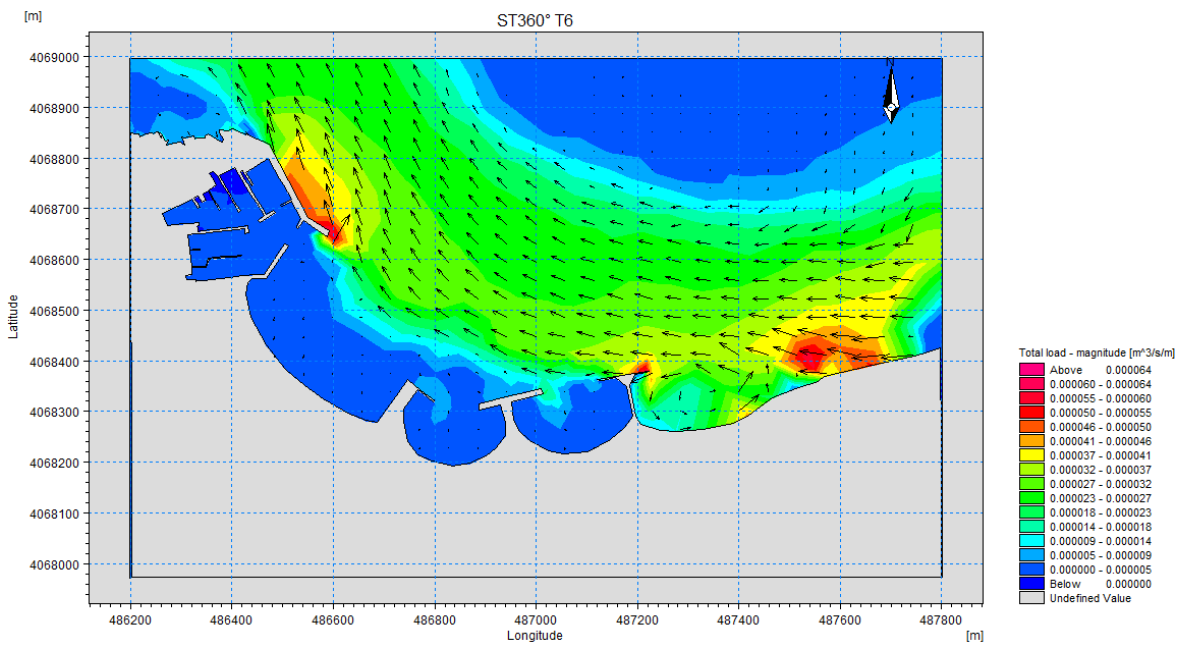 [m]
ST360° T6
N
4069000
4068900
4068800
4068700
4068600
4068500
4068400
4068300
4068200
4068100
4068000
Latitude
486200 486400 486600 486800 487000 487200 487400 487600 487800
Longitude
[m]
Total load - magnitude [m^3/s/m]
Above 0.000064
0.000060 - 0.000064
0.000055 - 0.000060
0.000050 - 0.000055
0.000046 - 0.000050
0.000041 - 0.000046
0.000037 - 0.000041
0.000032 - 0.000037
0.000027 - 0.000032
0.000023 - 0.000027
0.000018 - 0.000023
0.000014 - 0.000018
0.000009 - 0.000014
0.000005 - 0.000009
0.000000 - 0.000005
Below 0.000000
Undefined Value